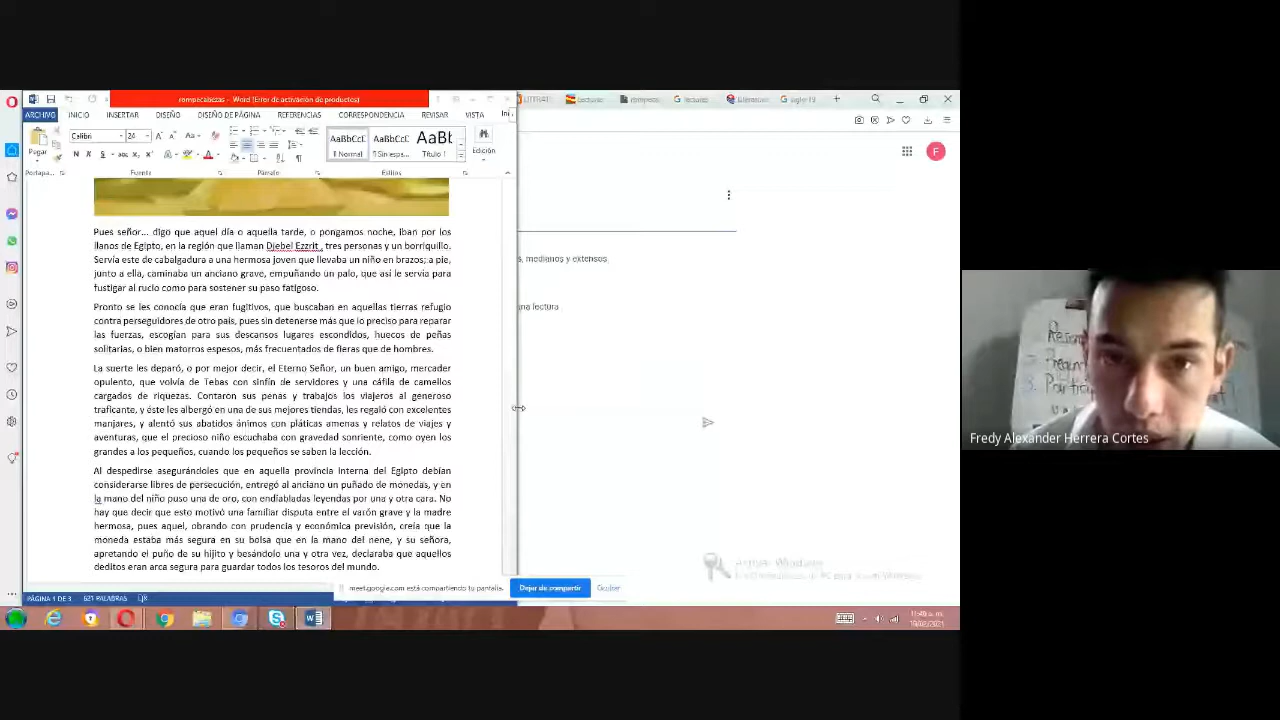 rompecabezas - Word (Error de activación de productos)
ARCHIVO INICIO INSERTAR DISEÑO DISEÑO DE PÁGINA REFERENCIAS CORRESPONDENCIA REVISAR VISTA
Calibri 24
Pegar
N K S abc x₂ x²
AaBbCcC AaBbCcC AaBb
¶ Normal ¶ Sin espa... Título 1
Edición
Portapa... Fuente Párrafo Estilos
Pues señor... digo que aquel día o aquella tarde, o pongamos noche, iban por los
llanos de Egipto, en la región que llaman Djebel Ezzrit , tres personas y un borriquillo.
Servía este de cabalgadura a una hermosa joven que llevaba un niño en brazos; a pie,
junto a ella, caminaba un anciano grave, empuñando un palo, que así le servía para
fustigar al rucio como para sostener su paso fatigoso.
Pronto se les conocía que eran fugitivos, que buscaban en aquellas tierras refugio
contra perseguidores de otro país, pues sin detenerse más que lo preciso para reparar
las fuerzas, escogían para sus descansos lugares escondidos, huecos de peñas
solitarias, o bien matorros espesos, más frecuentados de fieras que de hombres.
La suerte les deparó, o por mejor decir, el Eterno Señor, un buen amigo, mercader
opulento, que volvía de Tebas con sinfín de servidores y una cáfila de camellos
cargados de riquezas. Contaron sus penas y trabajos los viajeros al generoso
traficante, y éste les albergó en una de sus mejores tiendas, les regaló con excelentes
manjares, y alentó sus abatidos ánimos con pláticas amenas y relatos de viajes y
aventuras, que el precioso niño escuchaba con gravedad sonriente, como oyen los
grandes a los pequeños, cuando los pequeños se saben la lección.
Al despedirse asegurándoles que en aquella provincia interna del Egipto debían
considerarse libres de persecución, entregó al anciano un puñado de monedas, y en
la mano del niño puso una de oro, con endiabladas leyendas por una y otra cara. No
hay que decir que esto motivó una familiar disputa entre el varón grave y la madre
hermosa, pues aquel, obrando con prudencia y económica previsión, creía que la
moneda estaba más segura en su bolsa que en la mano del nene, y su señora,
apretando el puño de su hijito y besándolo una y otra vez, declaraba que aquellos
deditos eran arca segura para guardar todos los tesoros del mundo.
s, medianos y extensos.
una lectura
F
meet.google.com está compartiendo tu pantalla.
Dejar de compartir
Ocultar
PÁGINA 1 DE 3 621 PALABRAS
Fredy Alexander Herrera Cortes